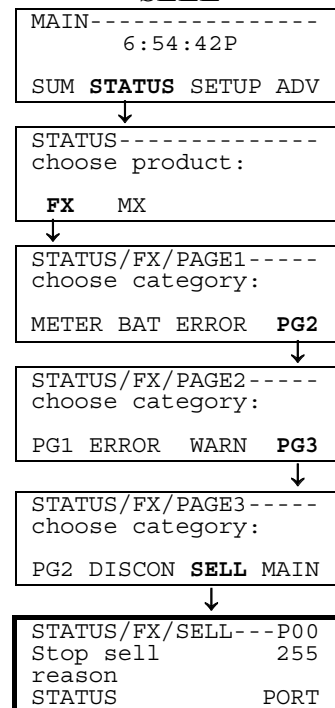 SELL
MAIN----------------
6:54:42P
SUM STATUS SETUP ADV
STATUS--------------
choose product:
FX MX
STATUS/FX/PAGE1-----
choose category:
METER BAT ERROR PG2
STATUS/FX/PAGE2-----
choose category:
PG1 ERROR WARN PG3
STATUS/FX/PAGE3-----
choose category:
PG2 DISCON SELL MAIN
STATUS/FX/SELL---P00
Stop sell 255
reason
STATUS PORT